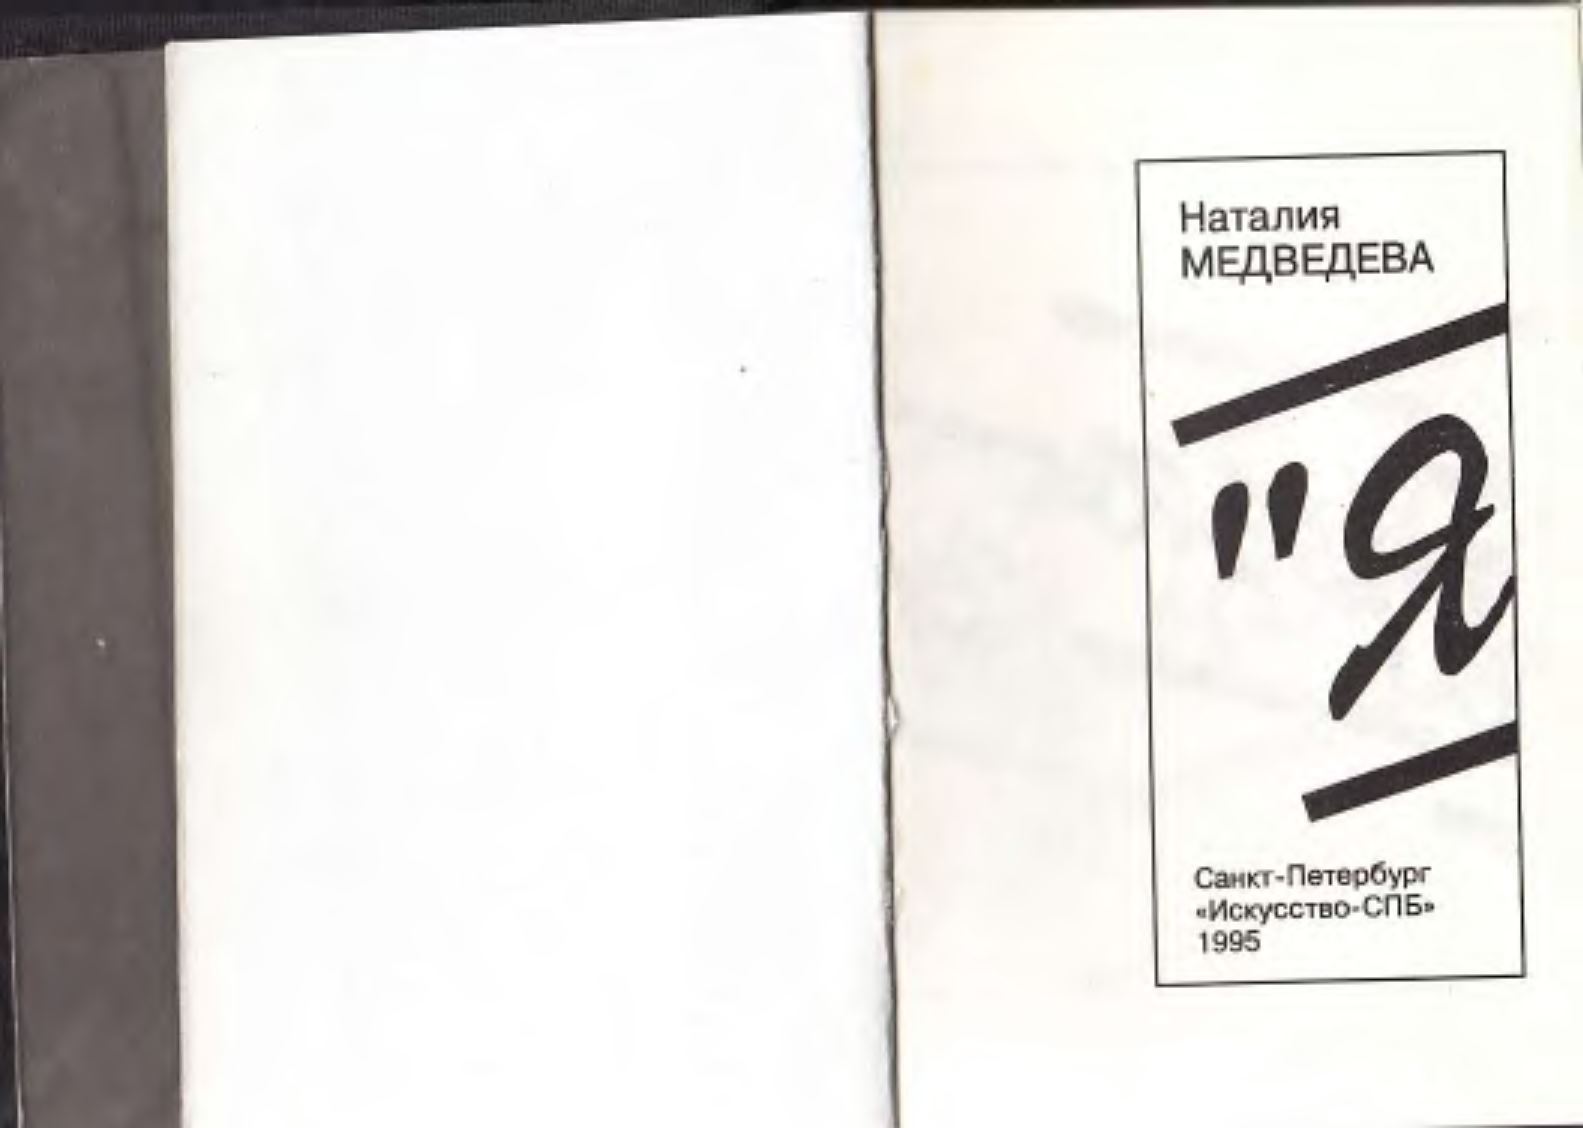 Наталия
МЕДВЕДЕВА
"Я
Санкт-Петербург
«Искусство-СПБ»
1995